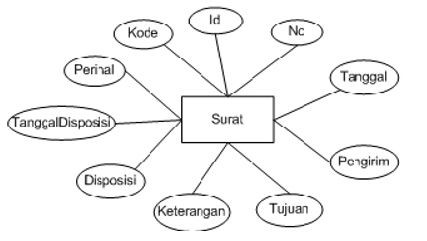 Id
Kode
No
Perihal
Tanggal
TanggalDisposisi
Surat
Pengirim
Disposisi
Keterangan
Tujuan